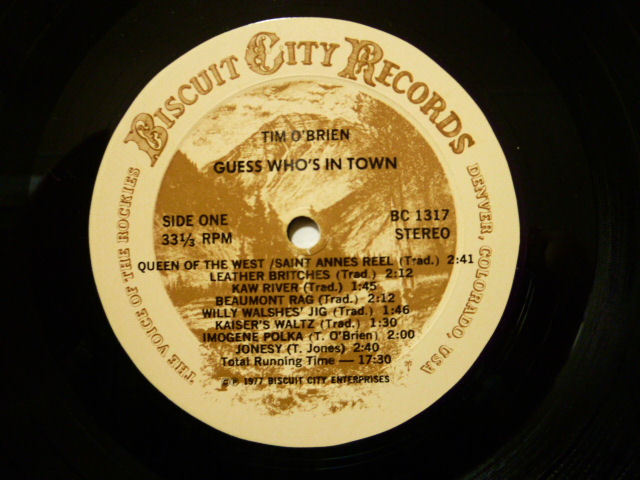 BISCUIT CITY RECORDS
TIM O'BRIEN
GUESS WHO'S IN TOWN
SIDE ONE
33⅓ RPM
BC 1317
STEREO
QUEEN OF THE WEST /SAINT ANNES REEL (Trad.) 2:41
LEATHER BRITCHES (Trad.) 2:12
KAW RIVER (Trad.) 1:45
BEAUMONT RAG (Trad.) 2:12
WILLY WALSHES' JIG (Trad.) 1:46
KAISER'S WALTZ (Trad.) 1:30
IMOGENE POLKA (T. O'Brien) 2:00
JONESY (T. Jones) 2:40
Total Running Time — 17:30
© ℗ 1977 BISCUIT CITY ENTERPRISES
THE VOICE OF THE ROCKIES
DENVER, COLORADO, USA